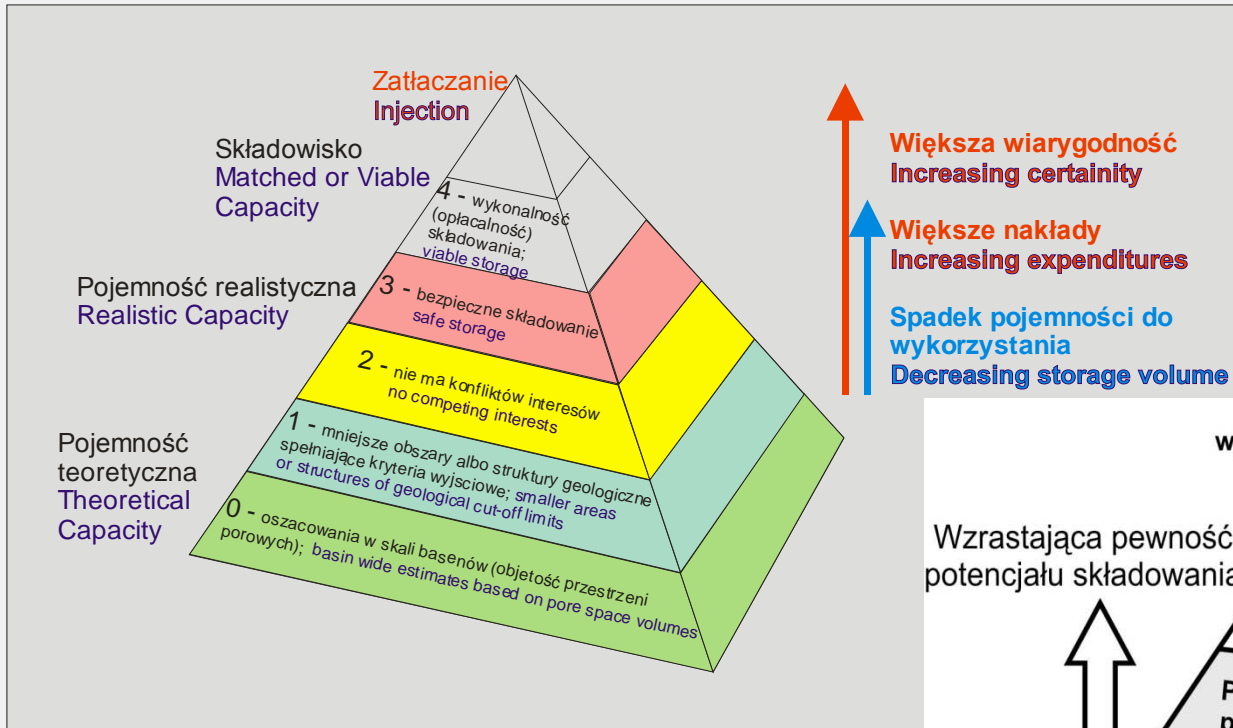 Zatłaczanie
Injection
Składowisko
Matched or Viable
Capacity
4 - wykonalność
(opłacalność)
składowania;
viable storage
Pojemność realistyczna
Realistic Capacity
3 - bezpieczne składowanie
safe storage
2 - nie ma konfliktów interesów
no competing interests
Pojemność
teoretyczna
Theoretical
Capacity
1 - mniejsze obszary albo struktury geologiczne
spełniające kryteria wyjsciowe; smaller areas
or structures of geological cut-off limits
0 - oszacowania w skali basenów (objetość przestrzeni
porowych); basin wide estimates based on pore space volumes
Większa wiarygodność
Increasing certainity
Większe nakłady
Increasing expenditures
Spadek pojemności do
wykorzystania
Decreasing storage volume
w
Wzrastająca pewność
potencjału składowania
P
p